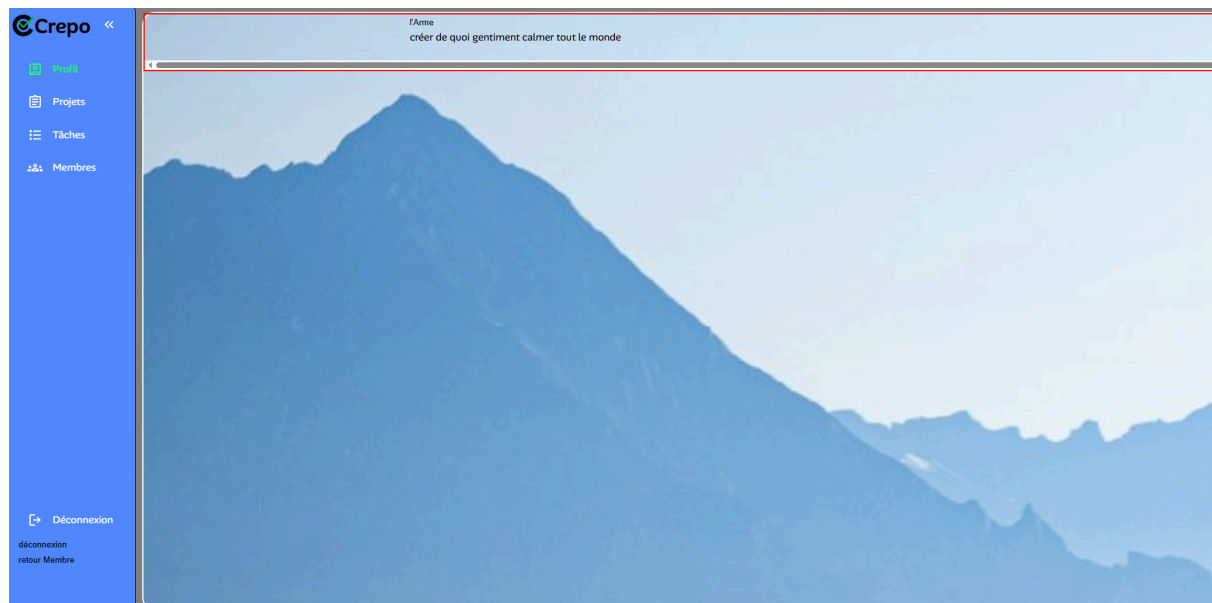 Crepo
Profil
Projets
Tâches
Membres
Déconnexion
déconnexion
retour Membre
l'Arme
créer de quoi gentiment calmer tout le monde